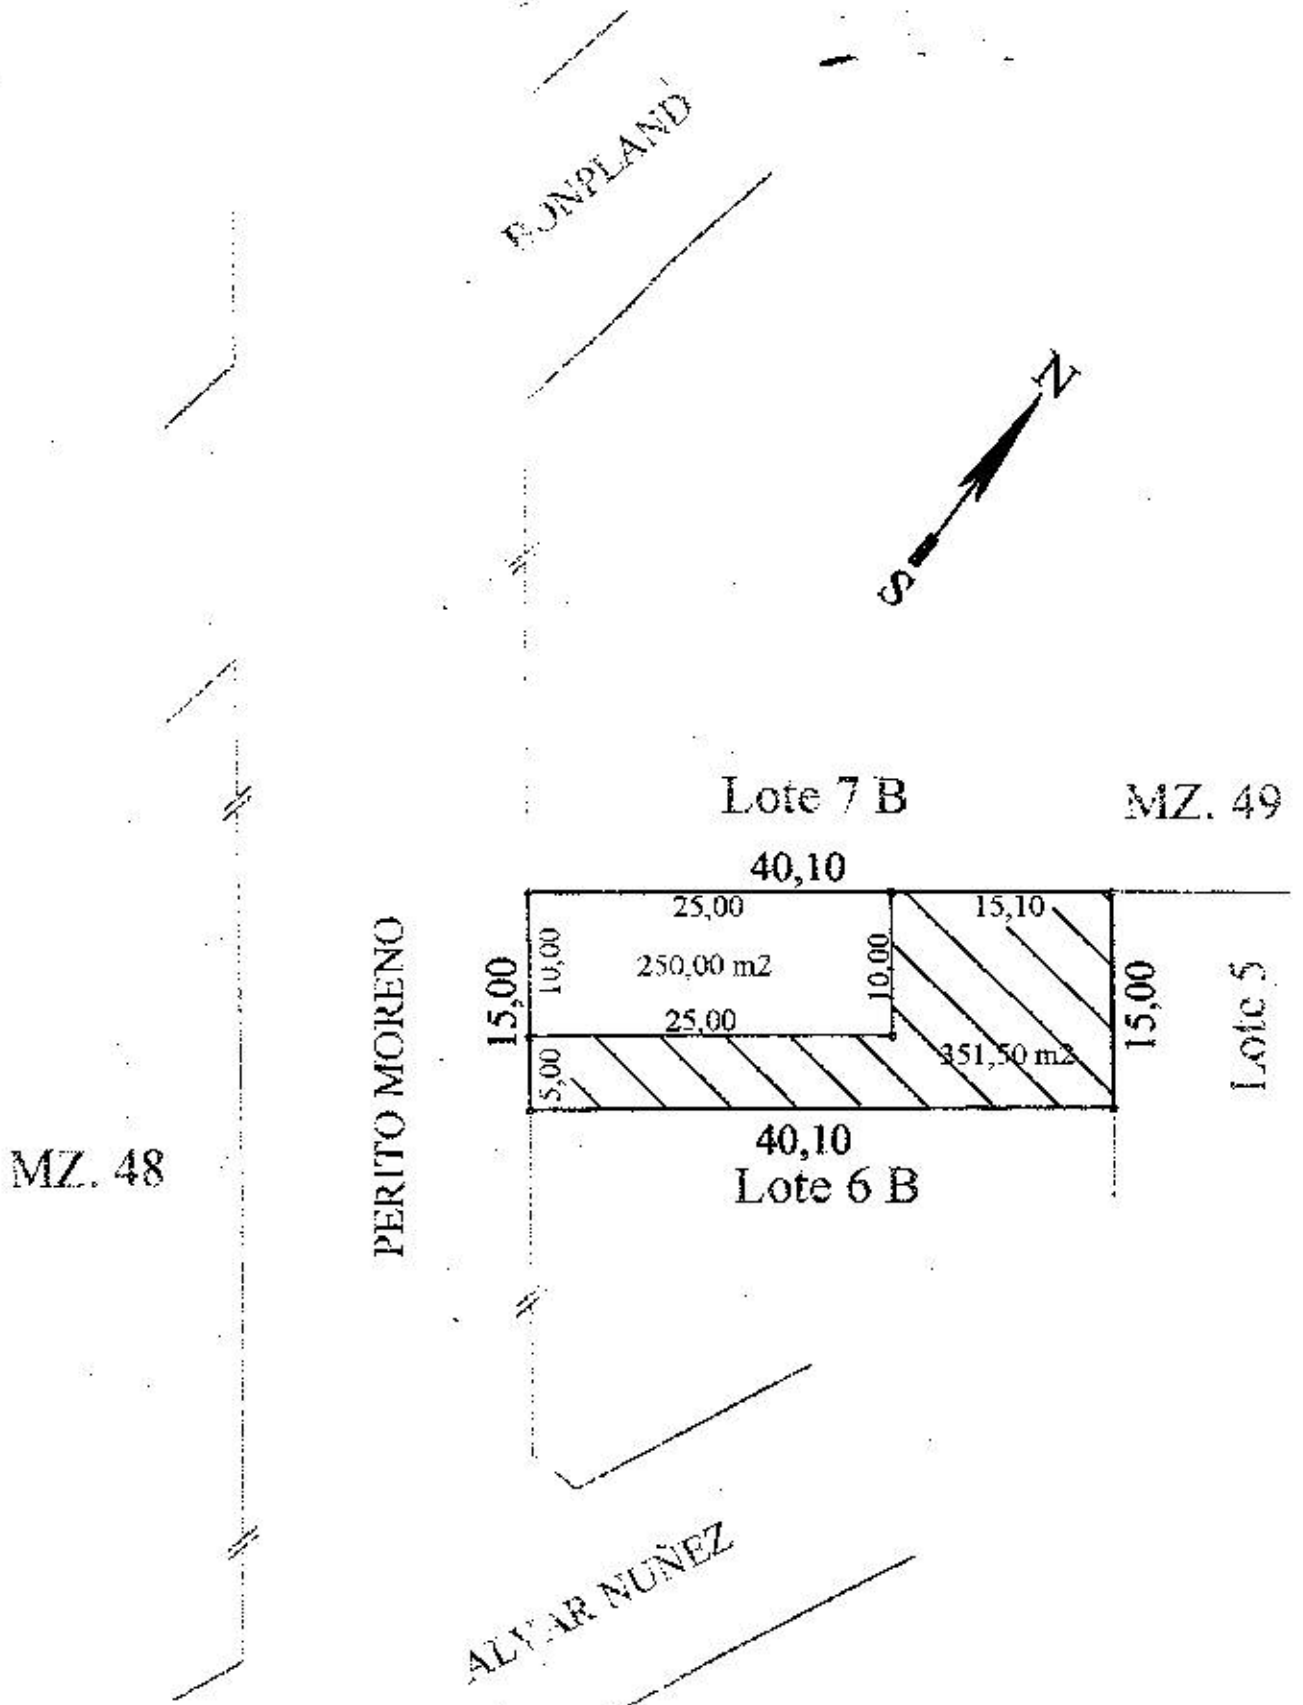 BONPLAND
N
S
Lote 7 B
MZ. 49
40,10
25,00
15,10
10,00
250,00 m2
10,00
15,00
25,00
15,00
Lote 5
5,00
351,50 m2
40,10
Lote 6 B
PERITO MORENO
MZ. 48
ALVAR NUÑEZ